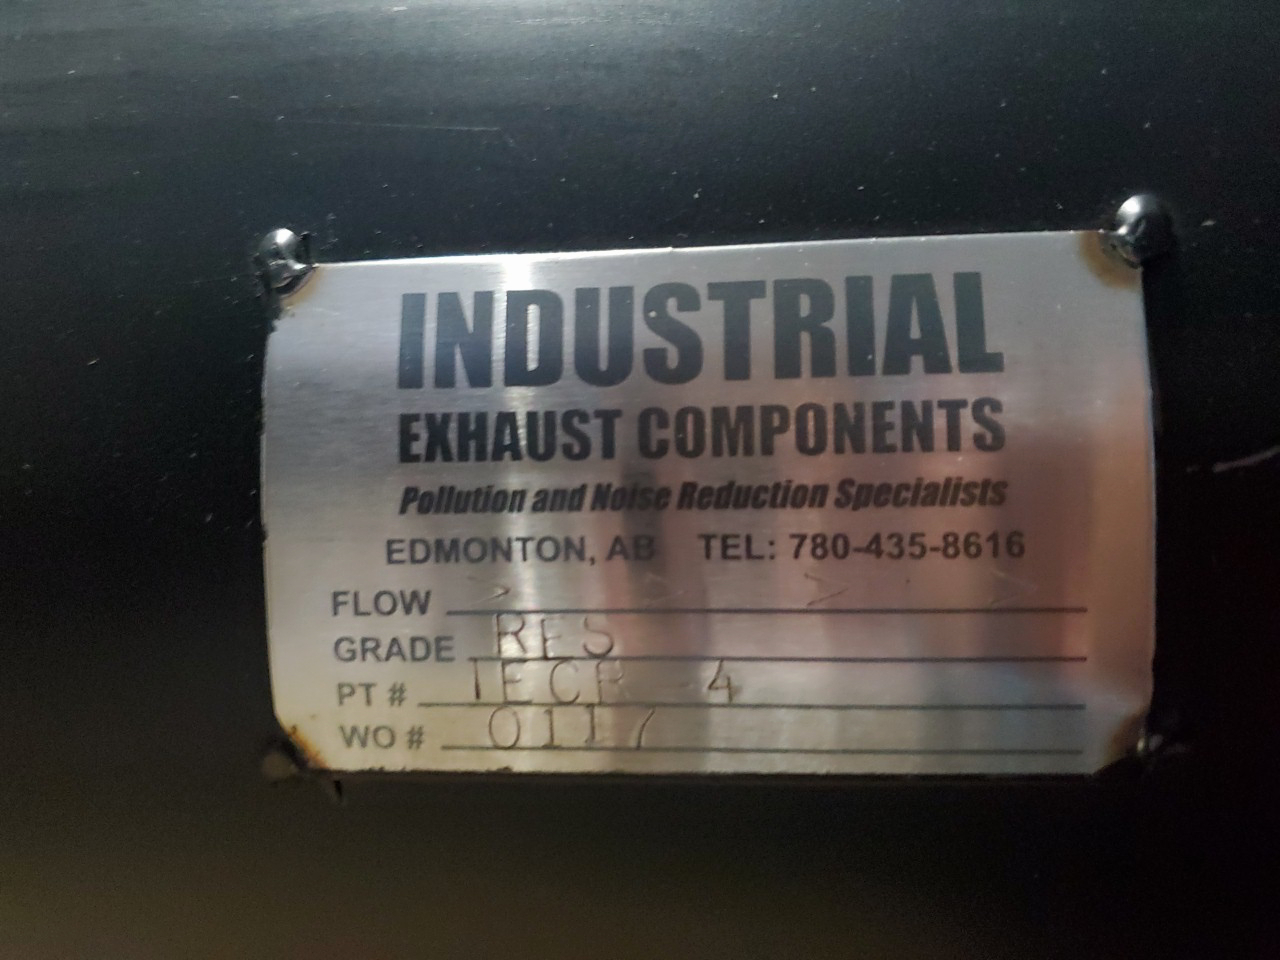 INDUSTRIAL
EXHAUST COMPONENTS
Pollution and Noise Reduction Specialists
EDMONTON, AB TEL: 780-435-8616
FLOW > > > >
GRADE RES
PT # IECR-4
WO # 0117